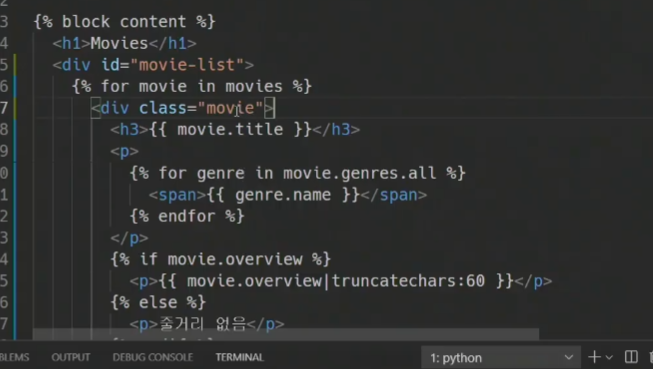 3 {% block content %}
4 <h1>Movies</h1>
5 <div id="movie-list">
6 {% for movie in movies %}
7 <div class="movie">
8 <h3>{{ movie.title }}</h3>
9 <p>
0 {% for genre in movie.genres.all %}
1 <span>{{ genre.name }}</span>
2 {% endfor %}
3 </p>
4 {% if movie.overview %}
5 <p>{{ movie.overview|truncatechars:60 }}</p>
6 {% else %}
7 <p>줄거리 없음</p>
BLEMS OUTPUT DEBUG CONSOLE TERMINAL 1: python